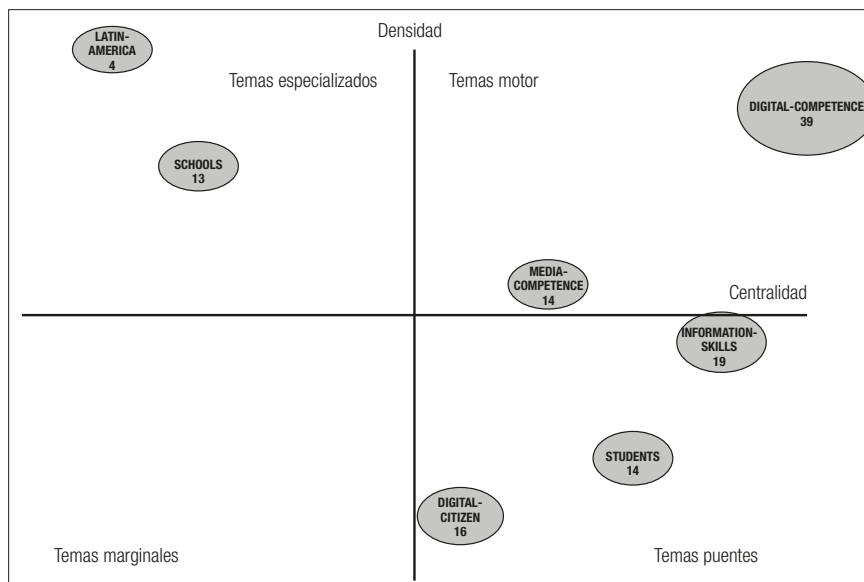 LATIN-
AMERICA
4
Densidad
Temas especializados
Temas motor
DIGITAL-COMPETENCE
39
SCHOOLS
13
MEDIA-
COMPETENCE
14
Centralidad
INFORMATION-
SKILLS
19
STUDENTS
14
DIGITAL-
CITIZEN
16
Temas marginales
Temas puentes